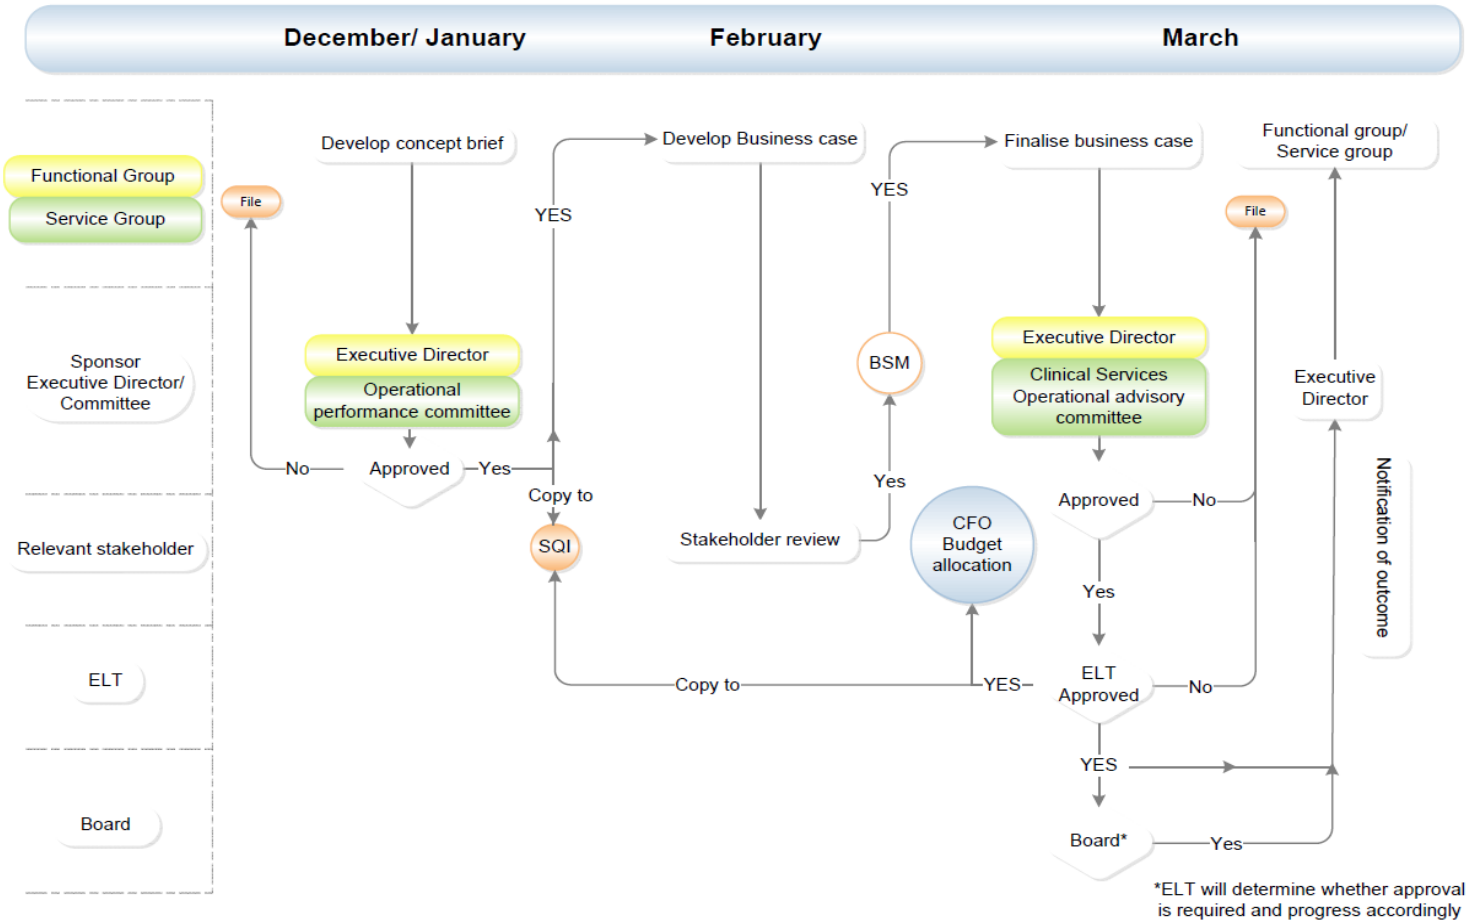 December/ January
February
March
Functional Group
Service Group
Sponsor
Executive Director/
Committee
Relevant stakeholder
ELT
Board
Develop concept brief
File
Executive Director
Operational
performance committee
No
Approved
Yes
YES
Copy to
SQI
Develop Business case
Stakeholder review
Yes
BSM
YES
Finalise business case
Executive Director
Clinical Services
Operational advisory
committee
Approved
No
File
Yes
ELT
Approved
No
YES
Copy to
CFO
Budget
allocation
YES
Board*
Yes
Functional group/
Service group
Executive
Director
Notification of outcome
*ELT will determine whether approval
is required and progress accordingly